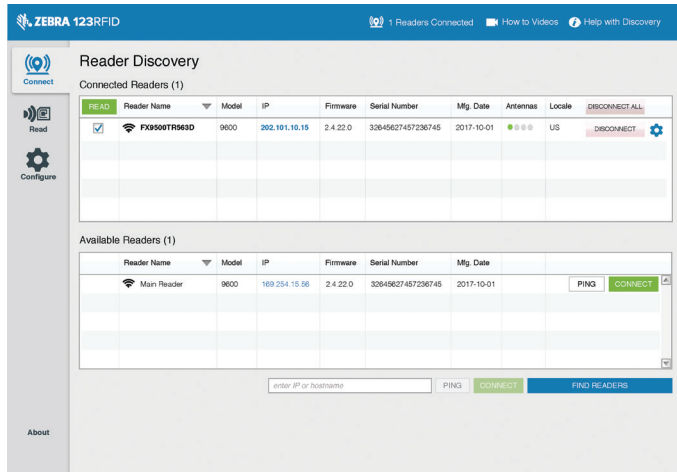 ZEBRA 123RFID 1 Readers Connected How to Videos Help with Discovery
Connect
Read
Configure
About
Reader Discovery
Connected Readers (1)
READ Reader Name Model IP Firmware Serial Number Mfg. Date Antennas Locale DISCONNECT ALL
FX9500TR563D 9600 202.101.10.15 2.4.22.0 32645627457236745 2017-10-01 US DISCONNECT
Available Readers (1)
Reader Name Model IP Firmware Serial Number Mfg. Date
Main Reader 9600 169.254.15.56 2.4.22.0 32645627457236745 2017-10-01 PING CONNECT
enter IP or hostname PING CONNECT FIND READERS